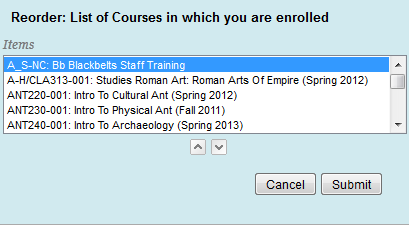 Reorder: List of Courses in which you are enrolled
Items
A_S-NC: Bb Blackbelts Staff Training
A-H/CLA313-001: Studies Roman Art: Roman Arts Of Empire (Spring 2012)
ANT220-001: Intro To Cultural Ant (Spring 2012)
ANT230-001: Intro To Physical Ant (Fall 2011)
ANT240-001: Intro To Archaeology (Spring 2013)
Cancel Submit